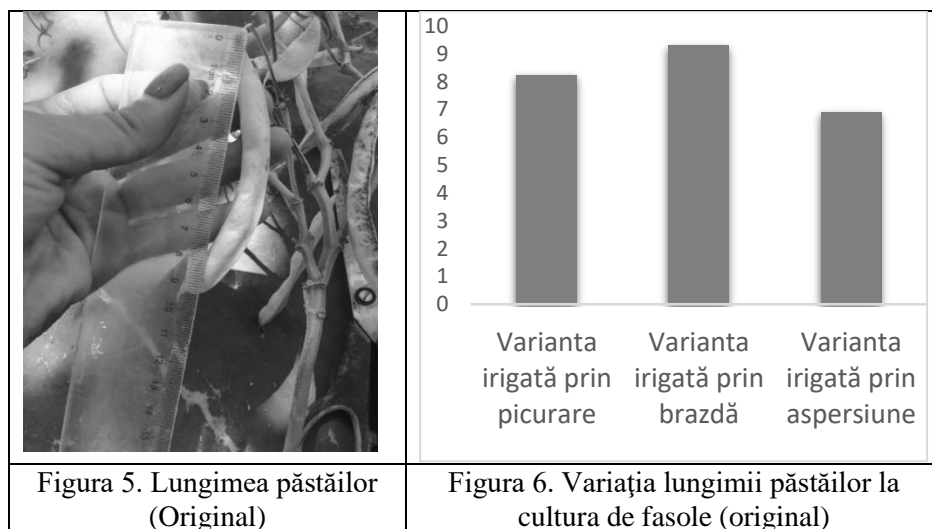 10
9
8
7
6
5
4
3
2
1
0
Varianta
irigată prin
picurare
Varianta
irigată prin
brazdă
Varianta
irigată prin
aspersiune
Figura 5. Lungimea păstăilor
(Original)
Figura 6. Variaţia lungimii păstăilor la
cultura de fasole (original)